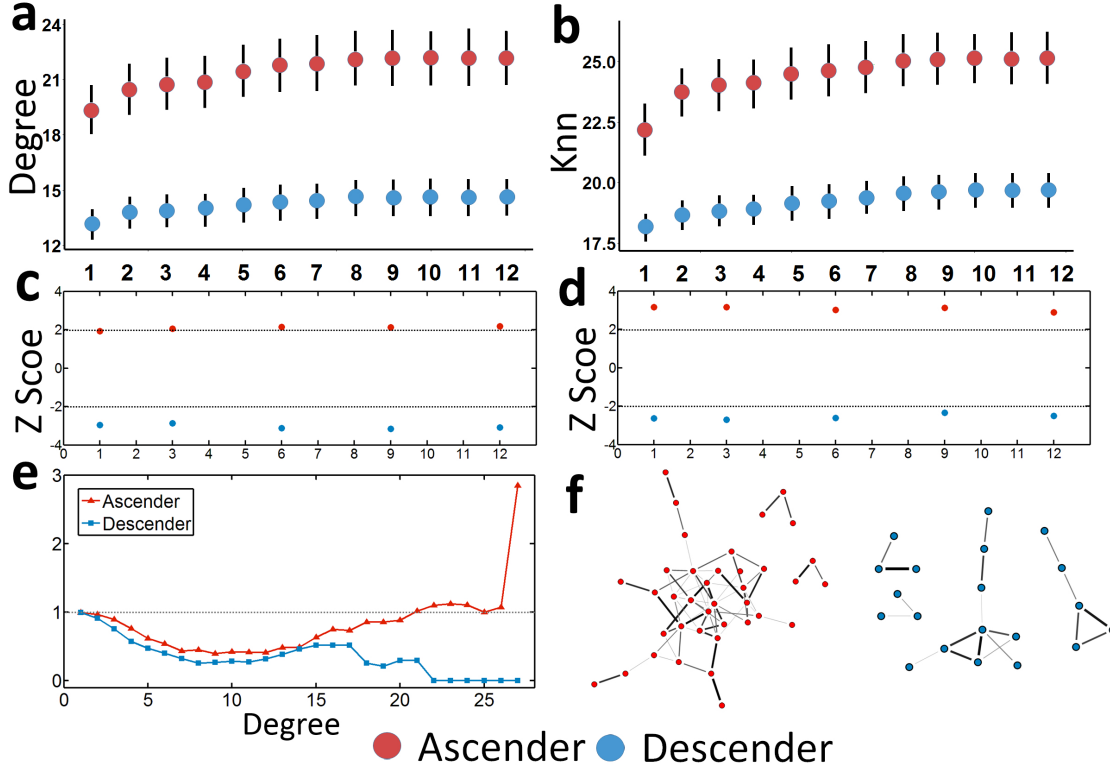 a
Degree
24
21
18
15
12
1 2 3 4 5 6 7 8 9 10 11 12
b
Knn
25.0
22.5
20.0
17.5
1 2 3 4 5 6 7 8 9 10 11 12
c
Z Scoe
4
2
0
-2
-4
0 1 2 3 4 5 6 7 8 9 10 11 12
d
Z Scoe
4
2
0
-2
-4
0 1 2 3 4 5 6 7 8 9 10 11 12
e
3
2
1
0
Ascender
Descender
0 5 10 15 20 25
Degree
f
Ascender Descender